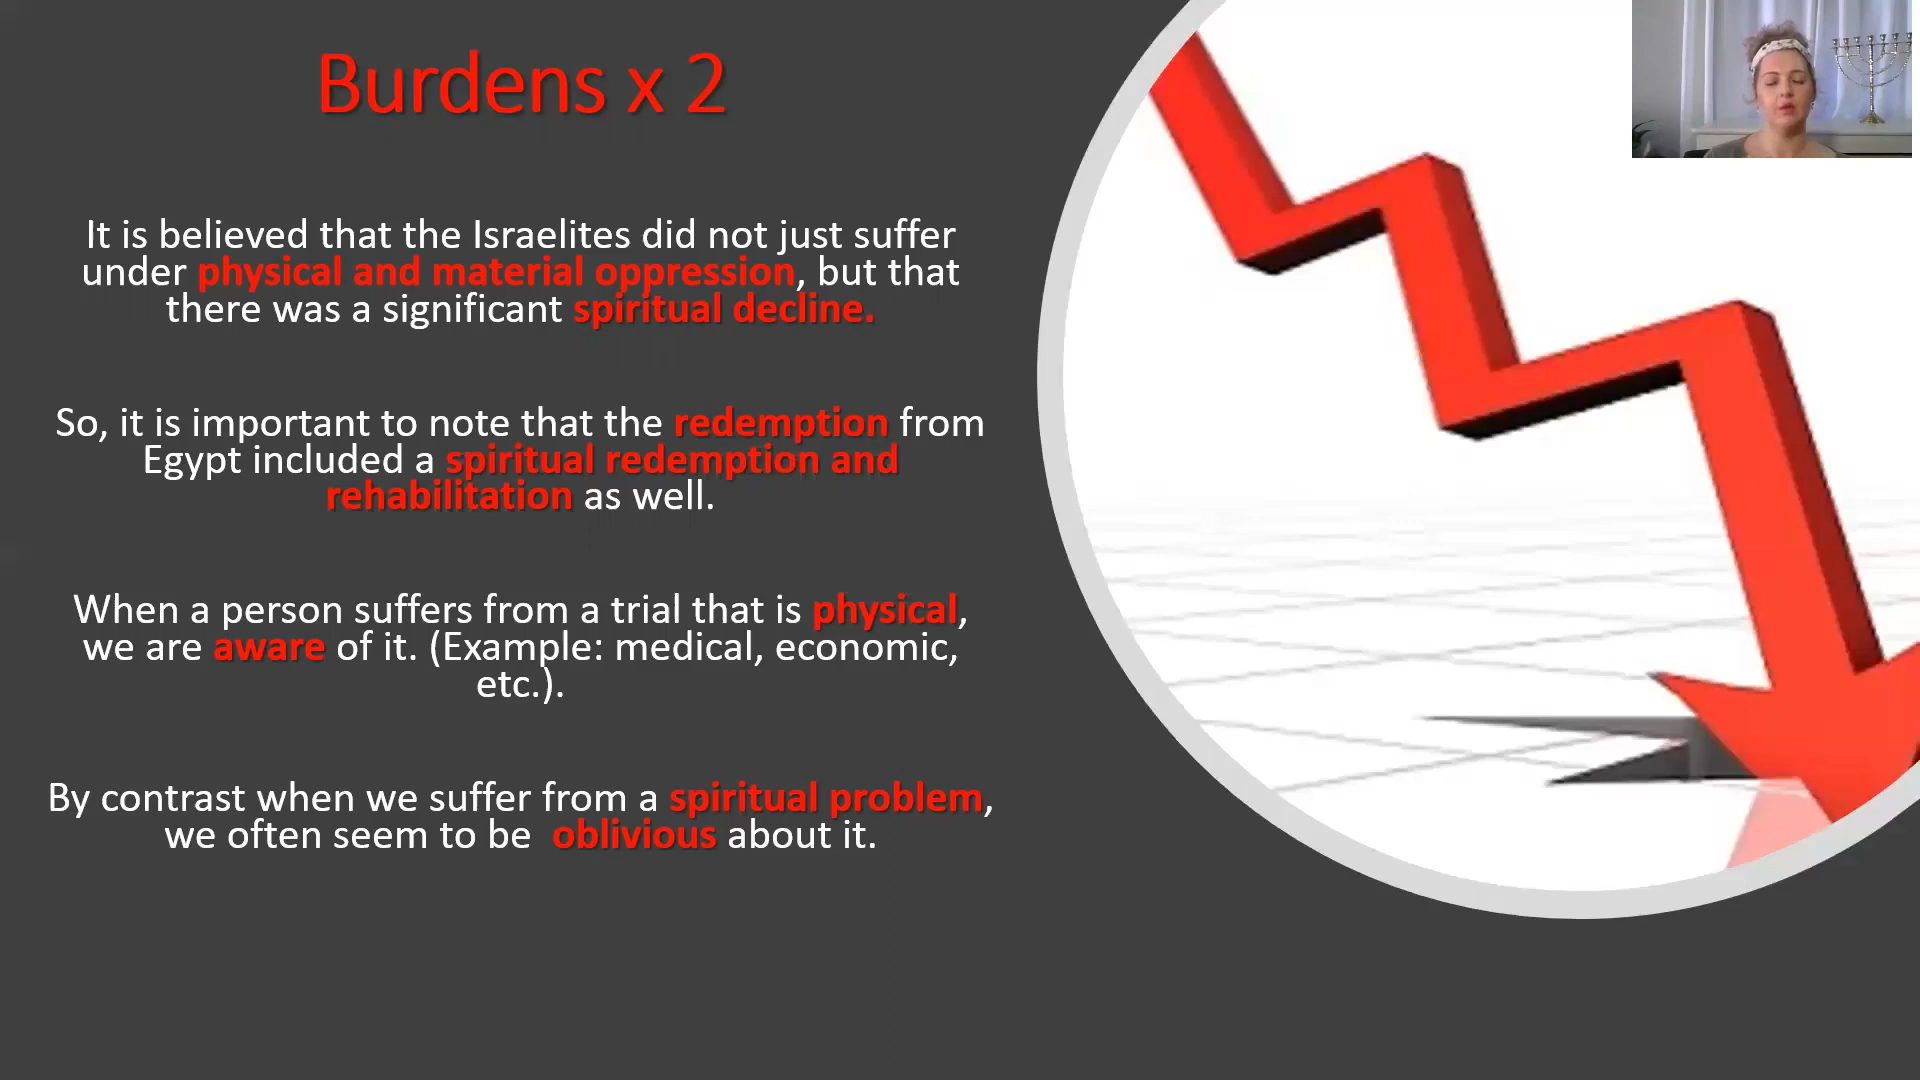 Burdens x 2
It is believed that the Israelites did not just suffer
under physical and material oppression, but that
there was a significant spiritual decline.
So, it is important to note that the redemption from
Egypt included a spiritual redemption and
rehabilitation as well.
When a person suffers from a trial that is physical,
we are aware of it. (Example: medical, economic,
etc.).
By contrast when we suffer from a spiritual problem,
we often seem to be  oblivious about it.